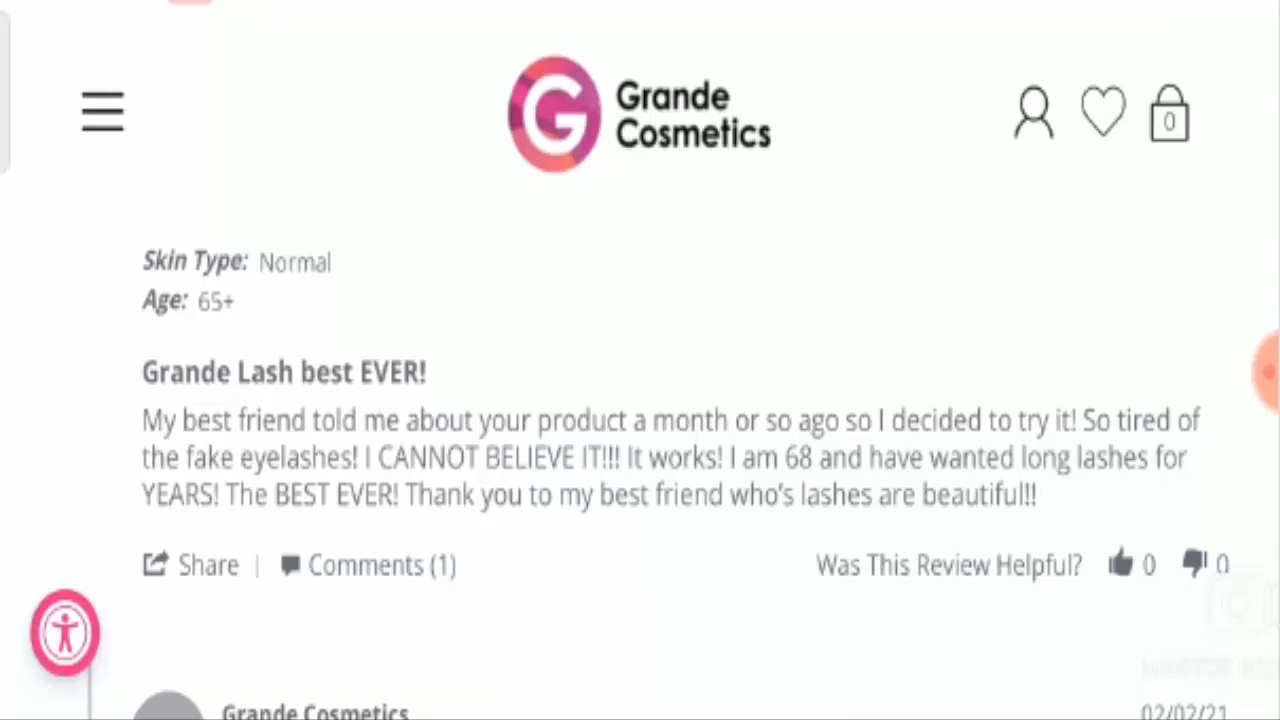 Grande
Cosmetics
0
Skin Type: Normal
Age: 65+
Grande Lash best EVER!
My best friend told me about your product a month or so ago so I decided to try it! So tired of
the fake eyelashes! I CANNOT BELIEVE IT!!! It works! I am 68 and have wanted long lashes for
YEARS! The BEST EVER! Thank you to my best friend who's lashes are beautiful!!
Share | Comments (1) Was This Review Helpful? 0 0
Grande Cosmetics 02/02/21